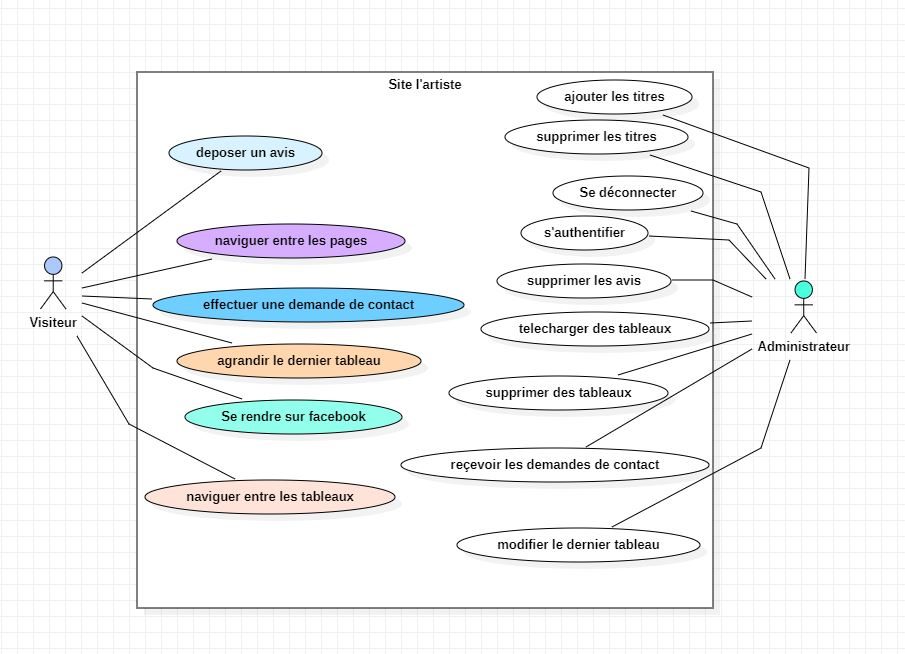 Site l'artiste
ajouter les titres
supprimer les titres
deposer un avis
Se déconnecter
s'authentifier
naviguer entre les pages
supprimer les avis
effectuer une demande de contact
Visiteur
telecharger des tableaux
Administrateur
agrandir le dernier tableau
supprimer des tableaux
Se rendre sur facebook
reçevoir les demandes de contact
naviguer entre les tableaux
modifier le dernier tableau